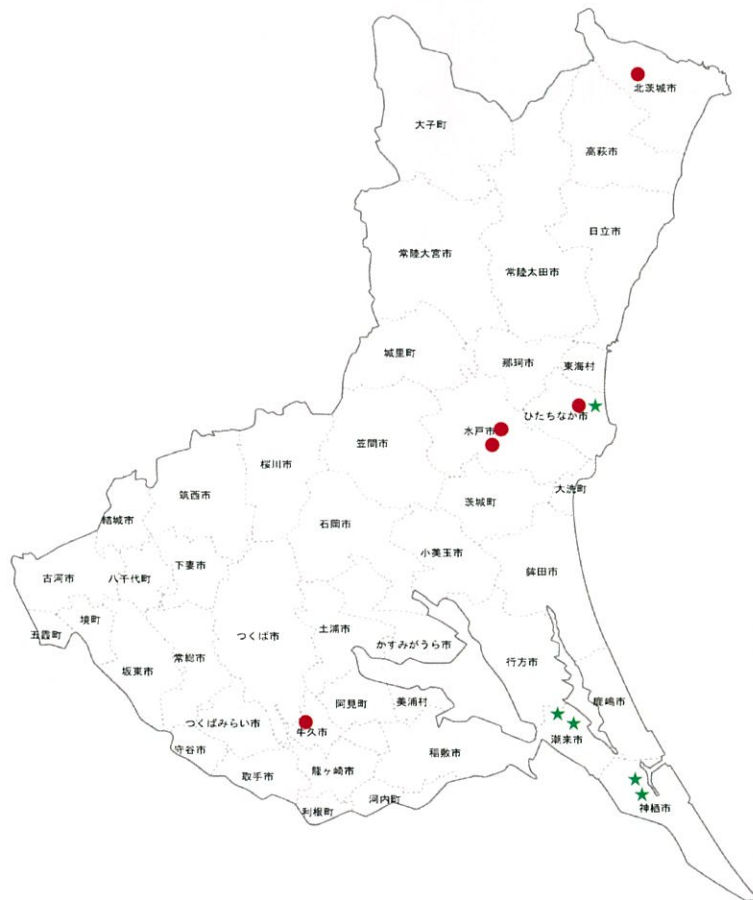 北茨城市
大子町
高萩市
日立市
常陸大宮市
常陸太田市
城里町
那珂市
東海村
ひたちなか市
水戸市
笠間市
桜川市
大洗町
筑西市
茨城町
結城市
石岡市
小美玉市
下妻市
鉾田市
古河市
八千代町
境町
五霞町
つくば市
土浦市
かすみがうら市
常総市
行方市
坂東市
阿見町
美浦村
鹿嶋市
つくばみらい市
牛久市
潮来市
守谷市
稲敷市
龍ヶ崎市
取手市
河内町
神栖市
利根町